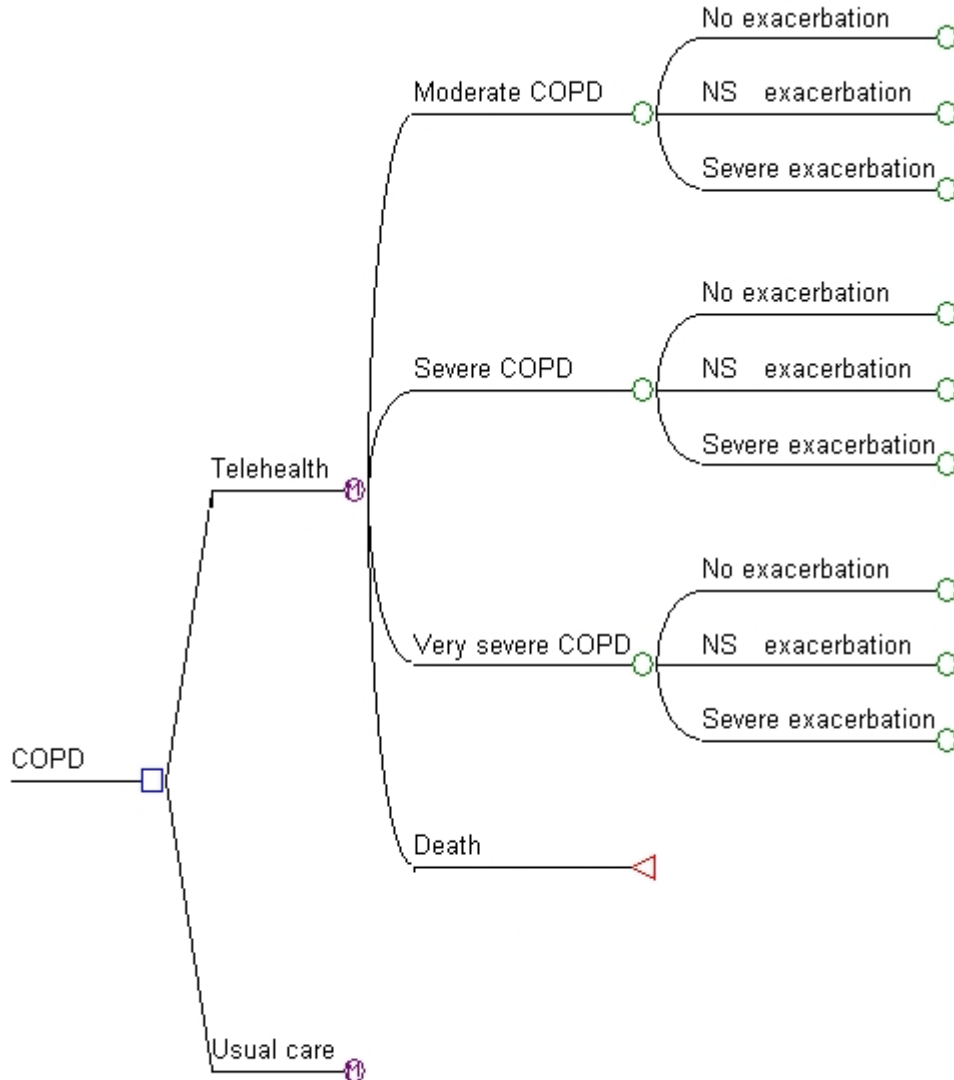 No exacerbation
Moderate COPD
NS exacerbation
Severe exacerbation
No exacerbation
Severe COPD
NS exacerbation
Severe exacerbation
Telehealth
M
No exacerbation
Very severe COPD
NS exacerbation
Severe exacerbation
COPD
Death
Usual care
M